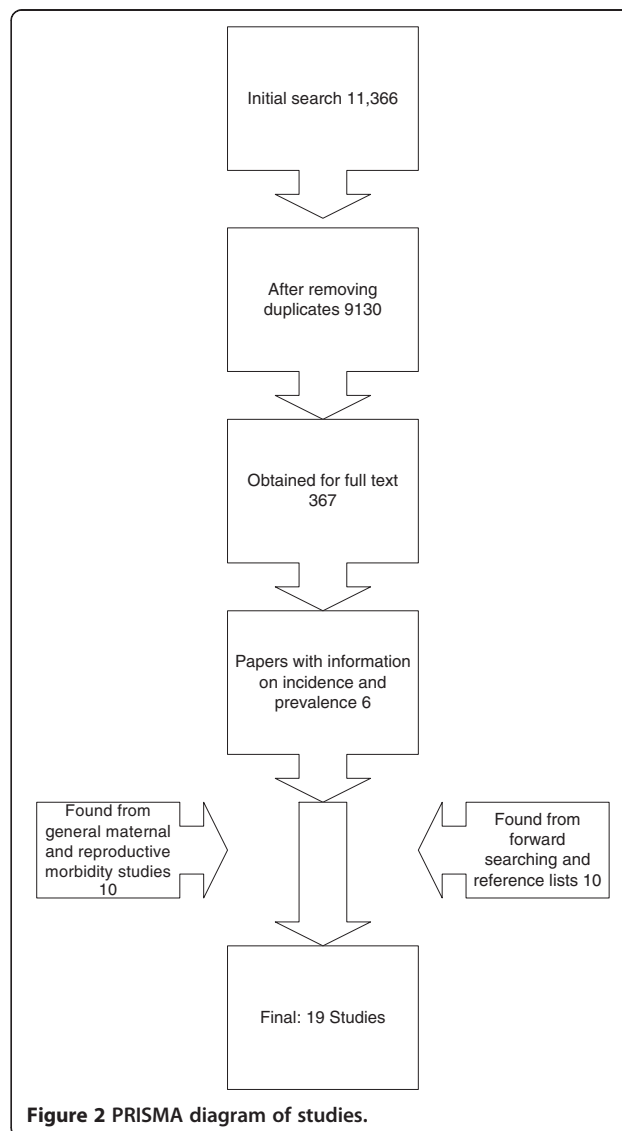 Initial search 11,366
After removing
duplicates 9130
Obtained for full text
367
Papers with information
on incidence and
prevalence 6
Found from
general maternal
and reproductive
morbidity studies
10
Found from
forward
searching and
reference lists 10
Final: 19 Studies
Figure 2 PRISMA diagram of studies.